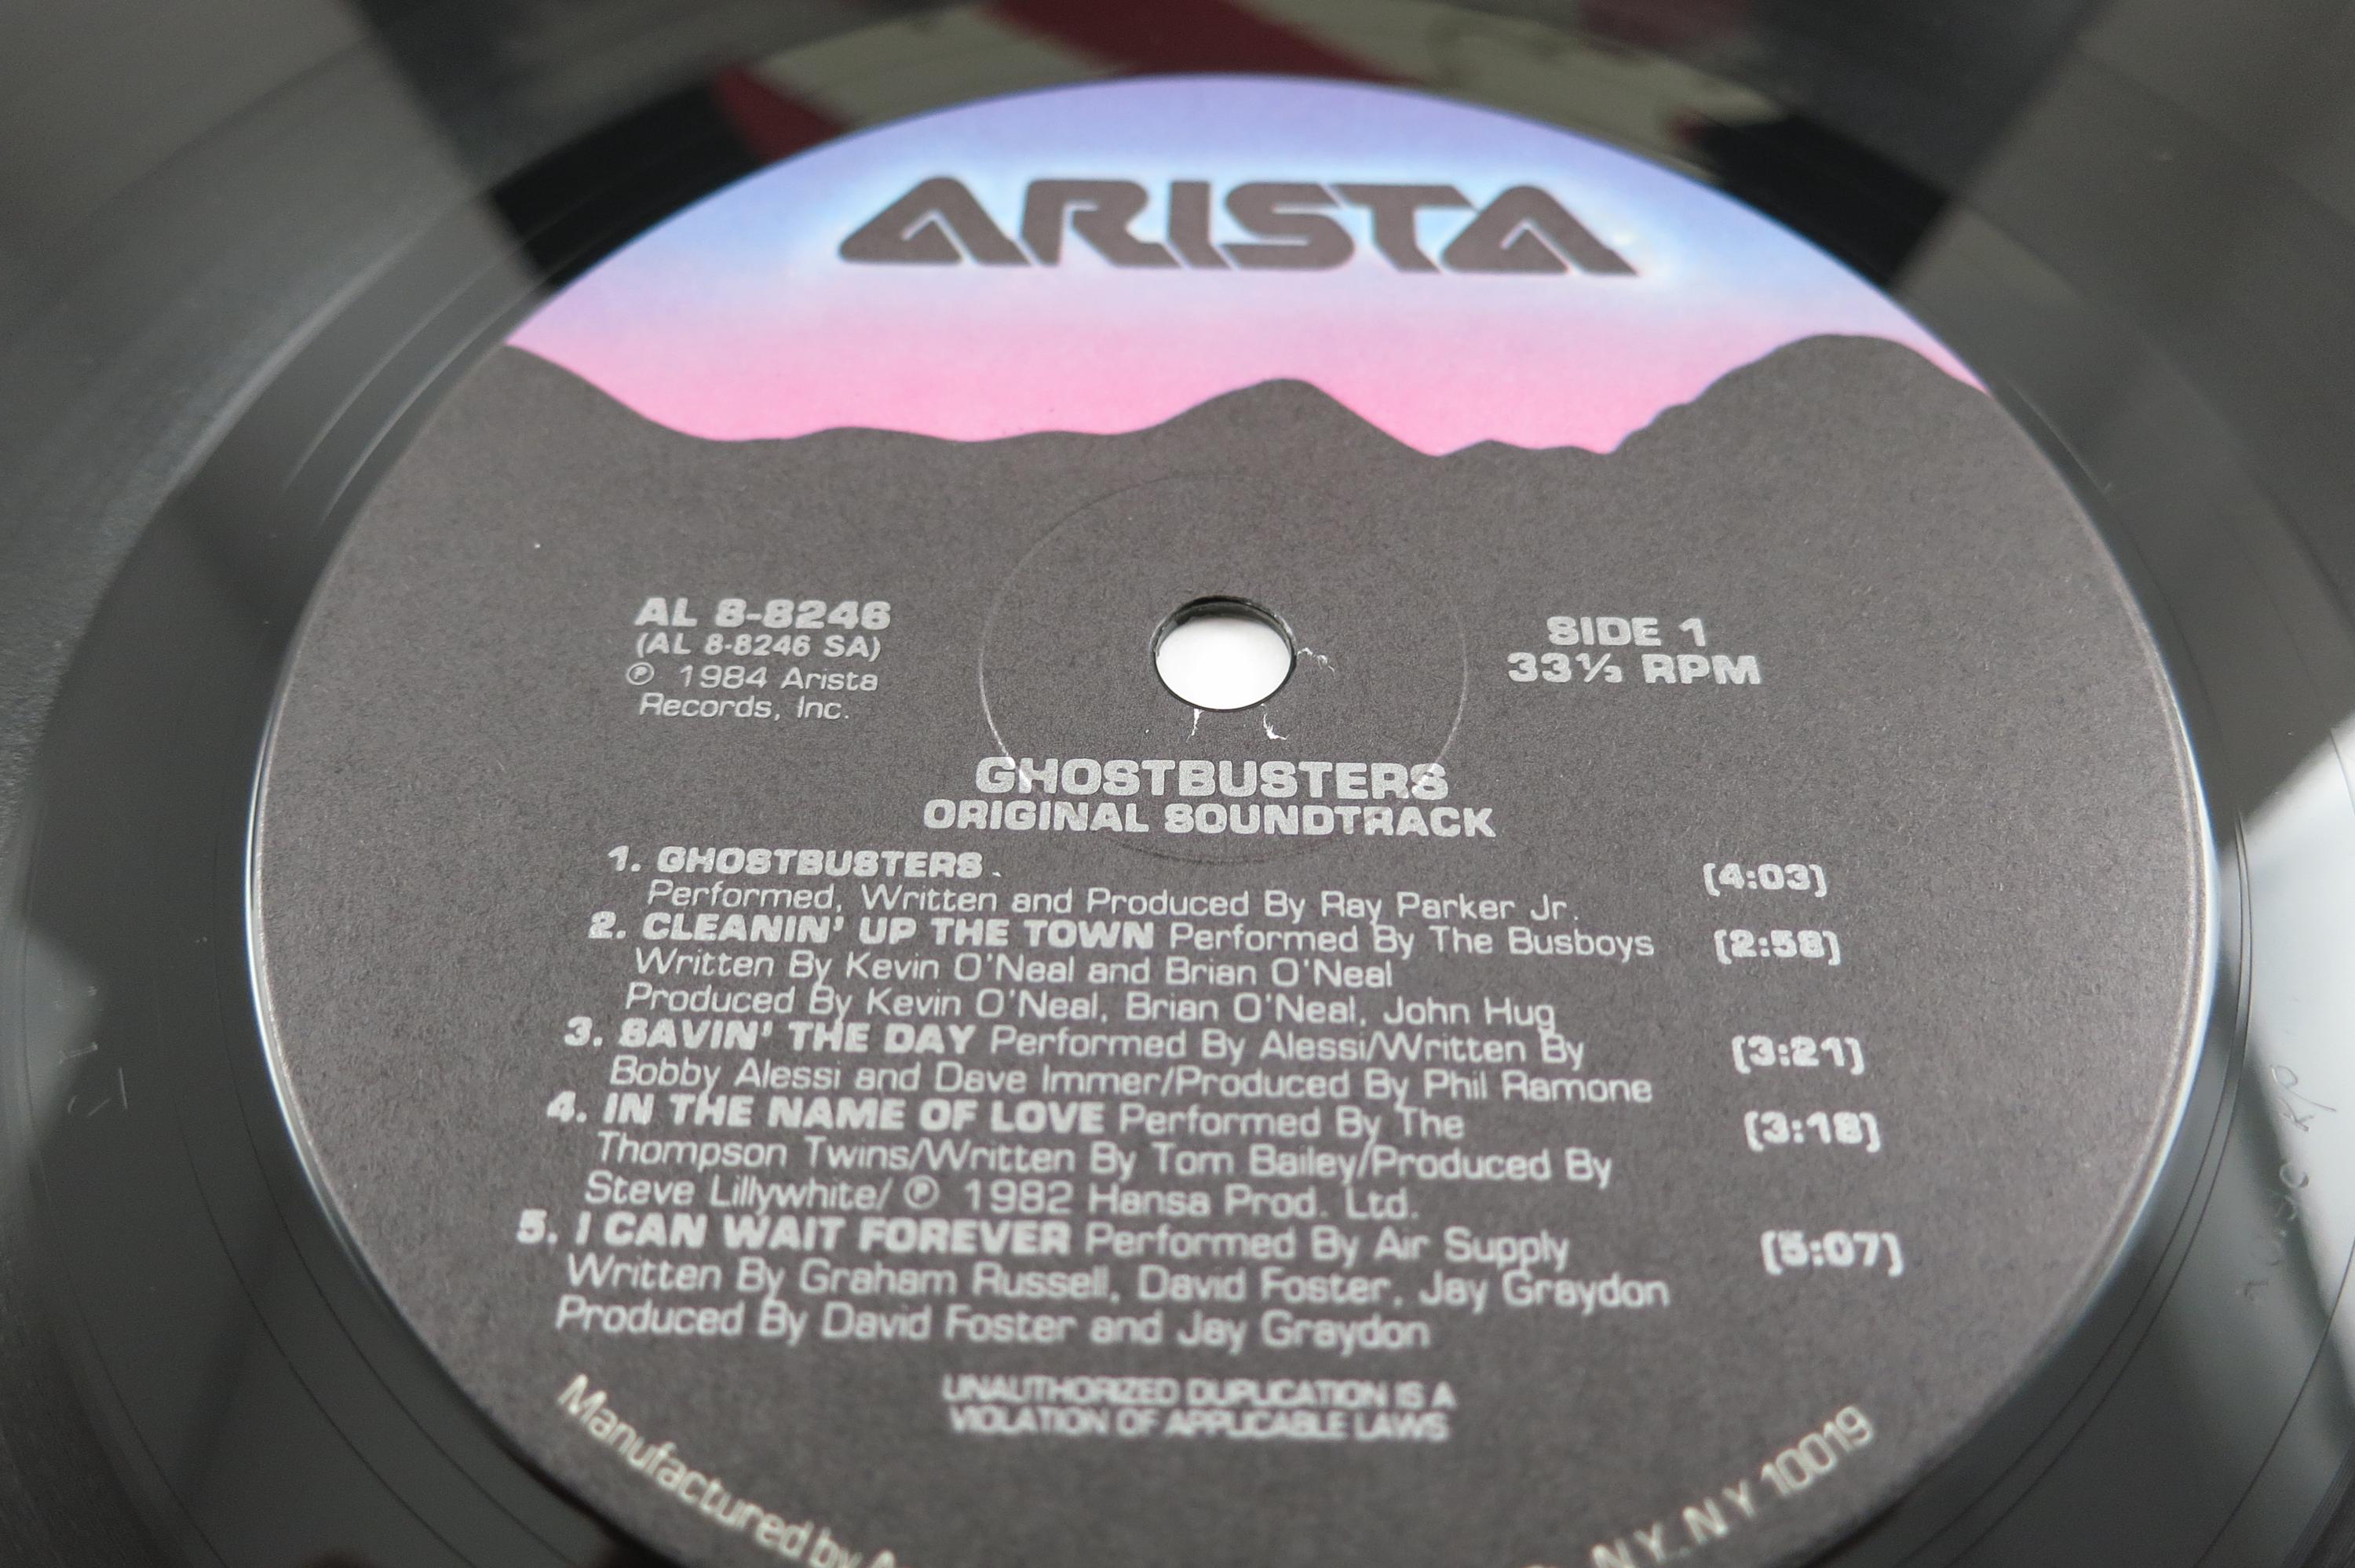 ARISTA
AL 8-8246
(AL 8-8246 SA)
℗ 1984 Arista
Records, Inc.
SIDE 1
33⅓ RPM
GHOSTBUSTERS
ORIGINAL SOUNDTRACK
1. GHOSTBUSTERS [4:03]
Performed, Written and Produced By Ray Parker Jr.
2. CLEANIN' UP THE TOWN Performed By The Busboys [2:58]
Written By Kevin O'Neal and Brian O'Neal
Produced By Kevin O'Neal, Brian O'Neal, John Hug
3. SAVIN' THE DAY Performed By Alessi/Written By [3:21]
Bobby Alessi and Dave Immer/Produced By Phil Ramone
4. IN THE NAME OF LOVE Performed By The [3:18]
Thompson Twins/Written By Tom Bailey/Produced By
Steve Lillywhite/ ℗ 1982 Hansa Prod. Ltd.
5. I CAN WAIT FOREVER Performed By Air Supply [5:07]
Written By Graham Russell, David Foster, Jay Graydon
Produced By David Foster and Jay Graydon
UNAUTHORIZED DUPLICATION IS A
VIOLATION OF APPLICABLE LAWS
Manufactured by
N.Y. N Y 10019